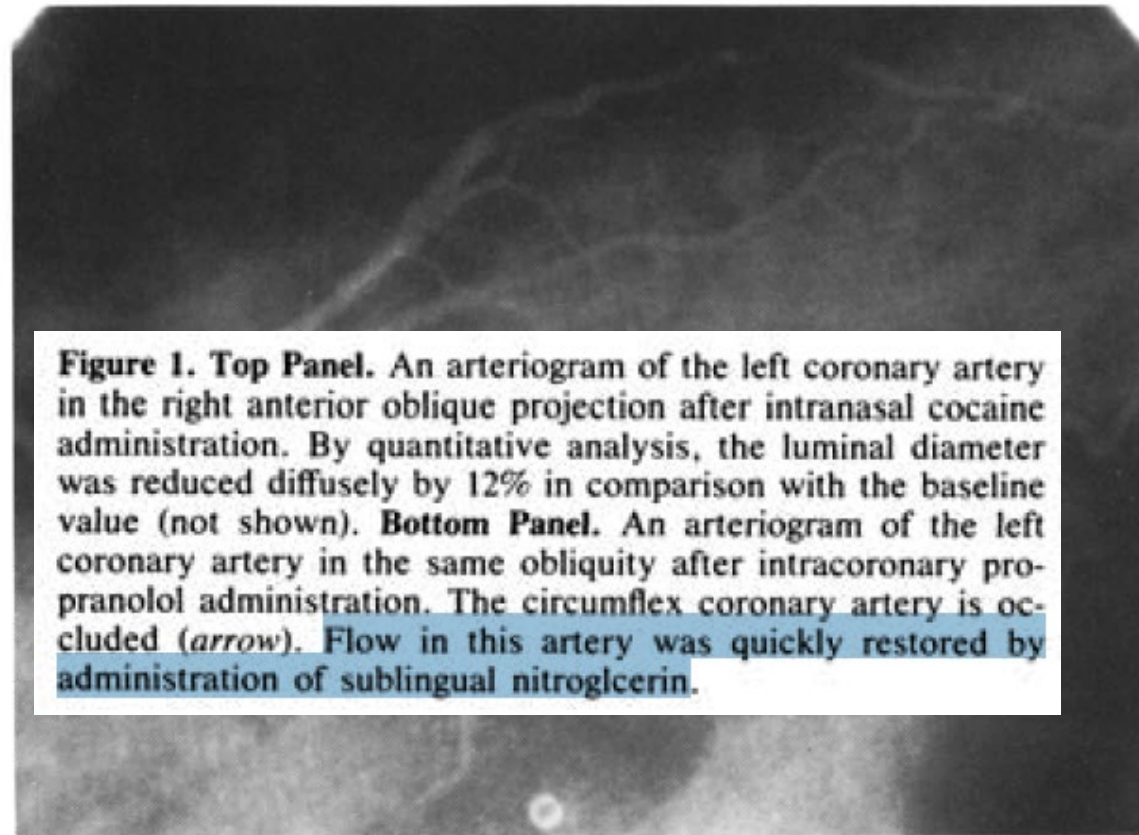 Figure 1. Top Panel. An arteriogram of the left coronary artery
in the right anterior oblique projection after intranasal cocaine
administration. By quantitative analysis, the luminal diameter
was reduced diffusely by 12% in comparison with the baseline
value (not shown). Bottom Panel. An arteriogram of the left
coronary artery in the same obliquity after intracoronary pro-
pranolol administration. The circumflex coronary artery is oc-
cluded (arrow). Flow in this artery was quickly restored by
administration of sublingual nitroglcerin.